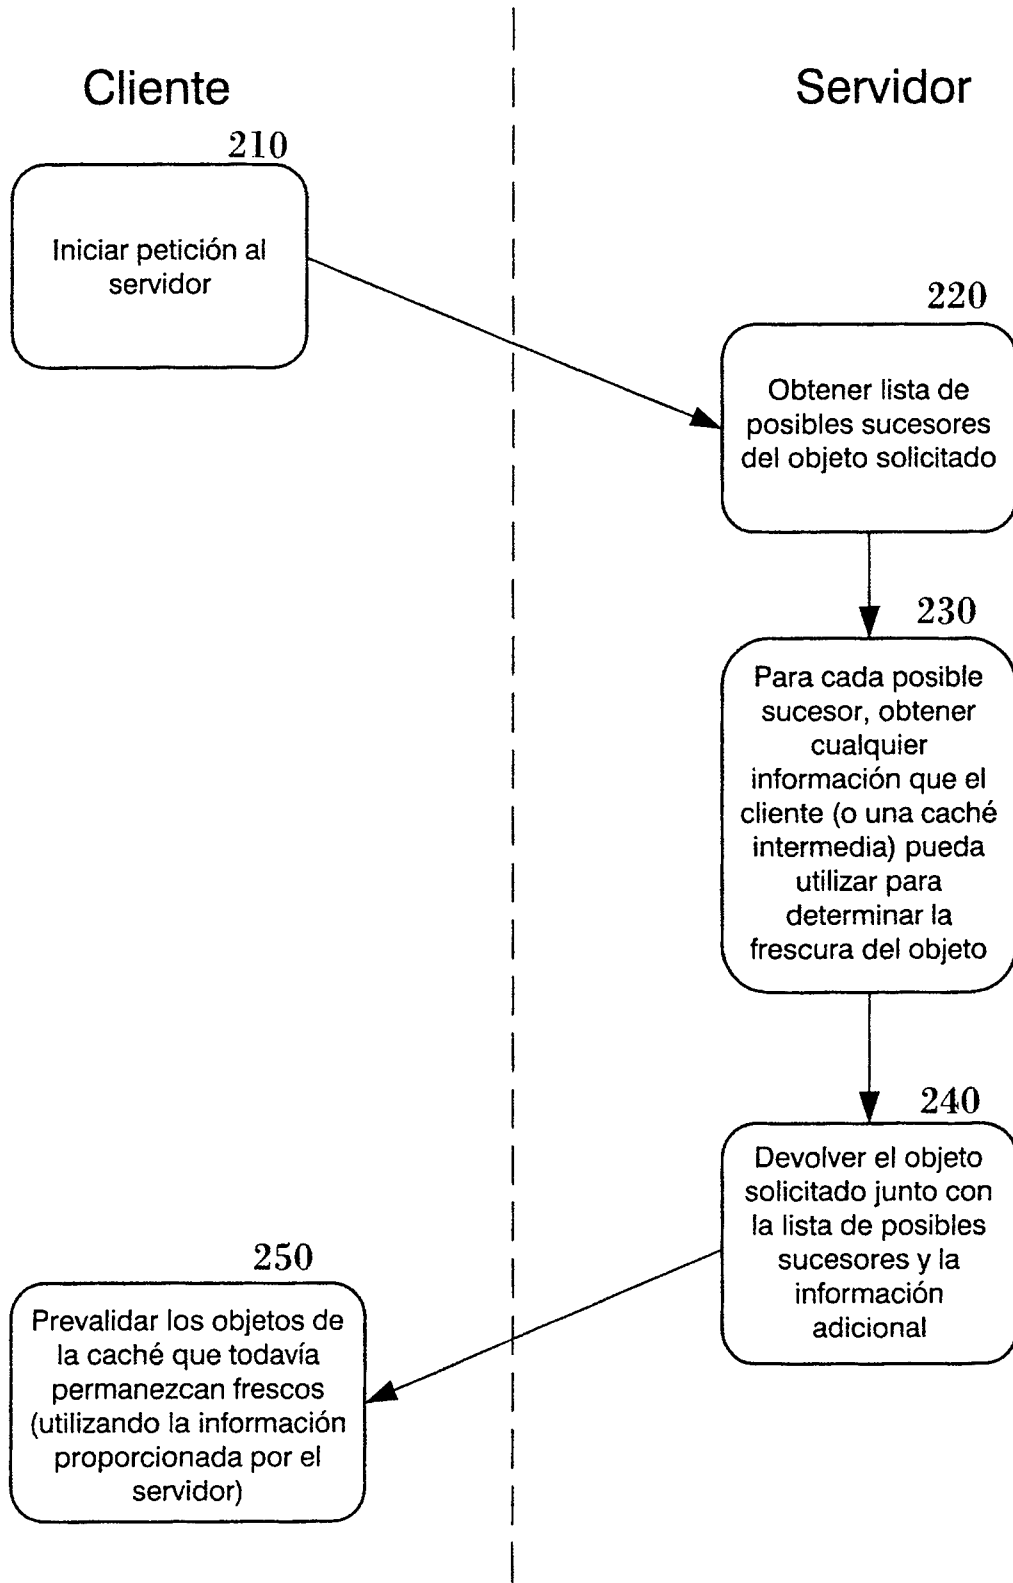 Cliente
Servidor
210
Iniciar petición al
servidor
220
Obtener lista de
posibles sucesores
del objeto solicitado
230
Para cada posible
sucesor, obtener
cualquier
información que el
cliente (o una caché
intermedia) pueda
utilizar para
determinar la
frescura del objeto
240
Devolver el objeto
solicitado junto con
la lista de posibles
sucesores y la
información
adicional
250
Prevalidar los objetos de
la caché que todavía
permanezcan frescos
(utilizando la información
proporcionada por el
servidor)